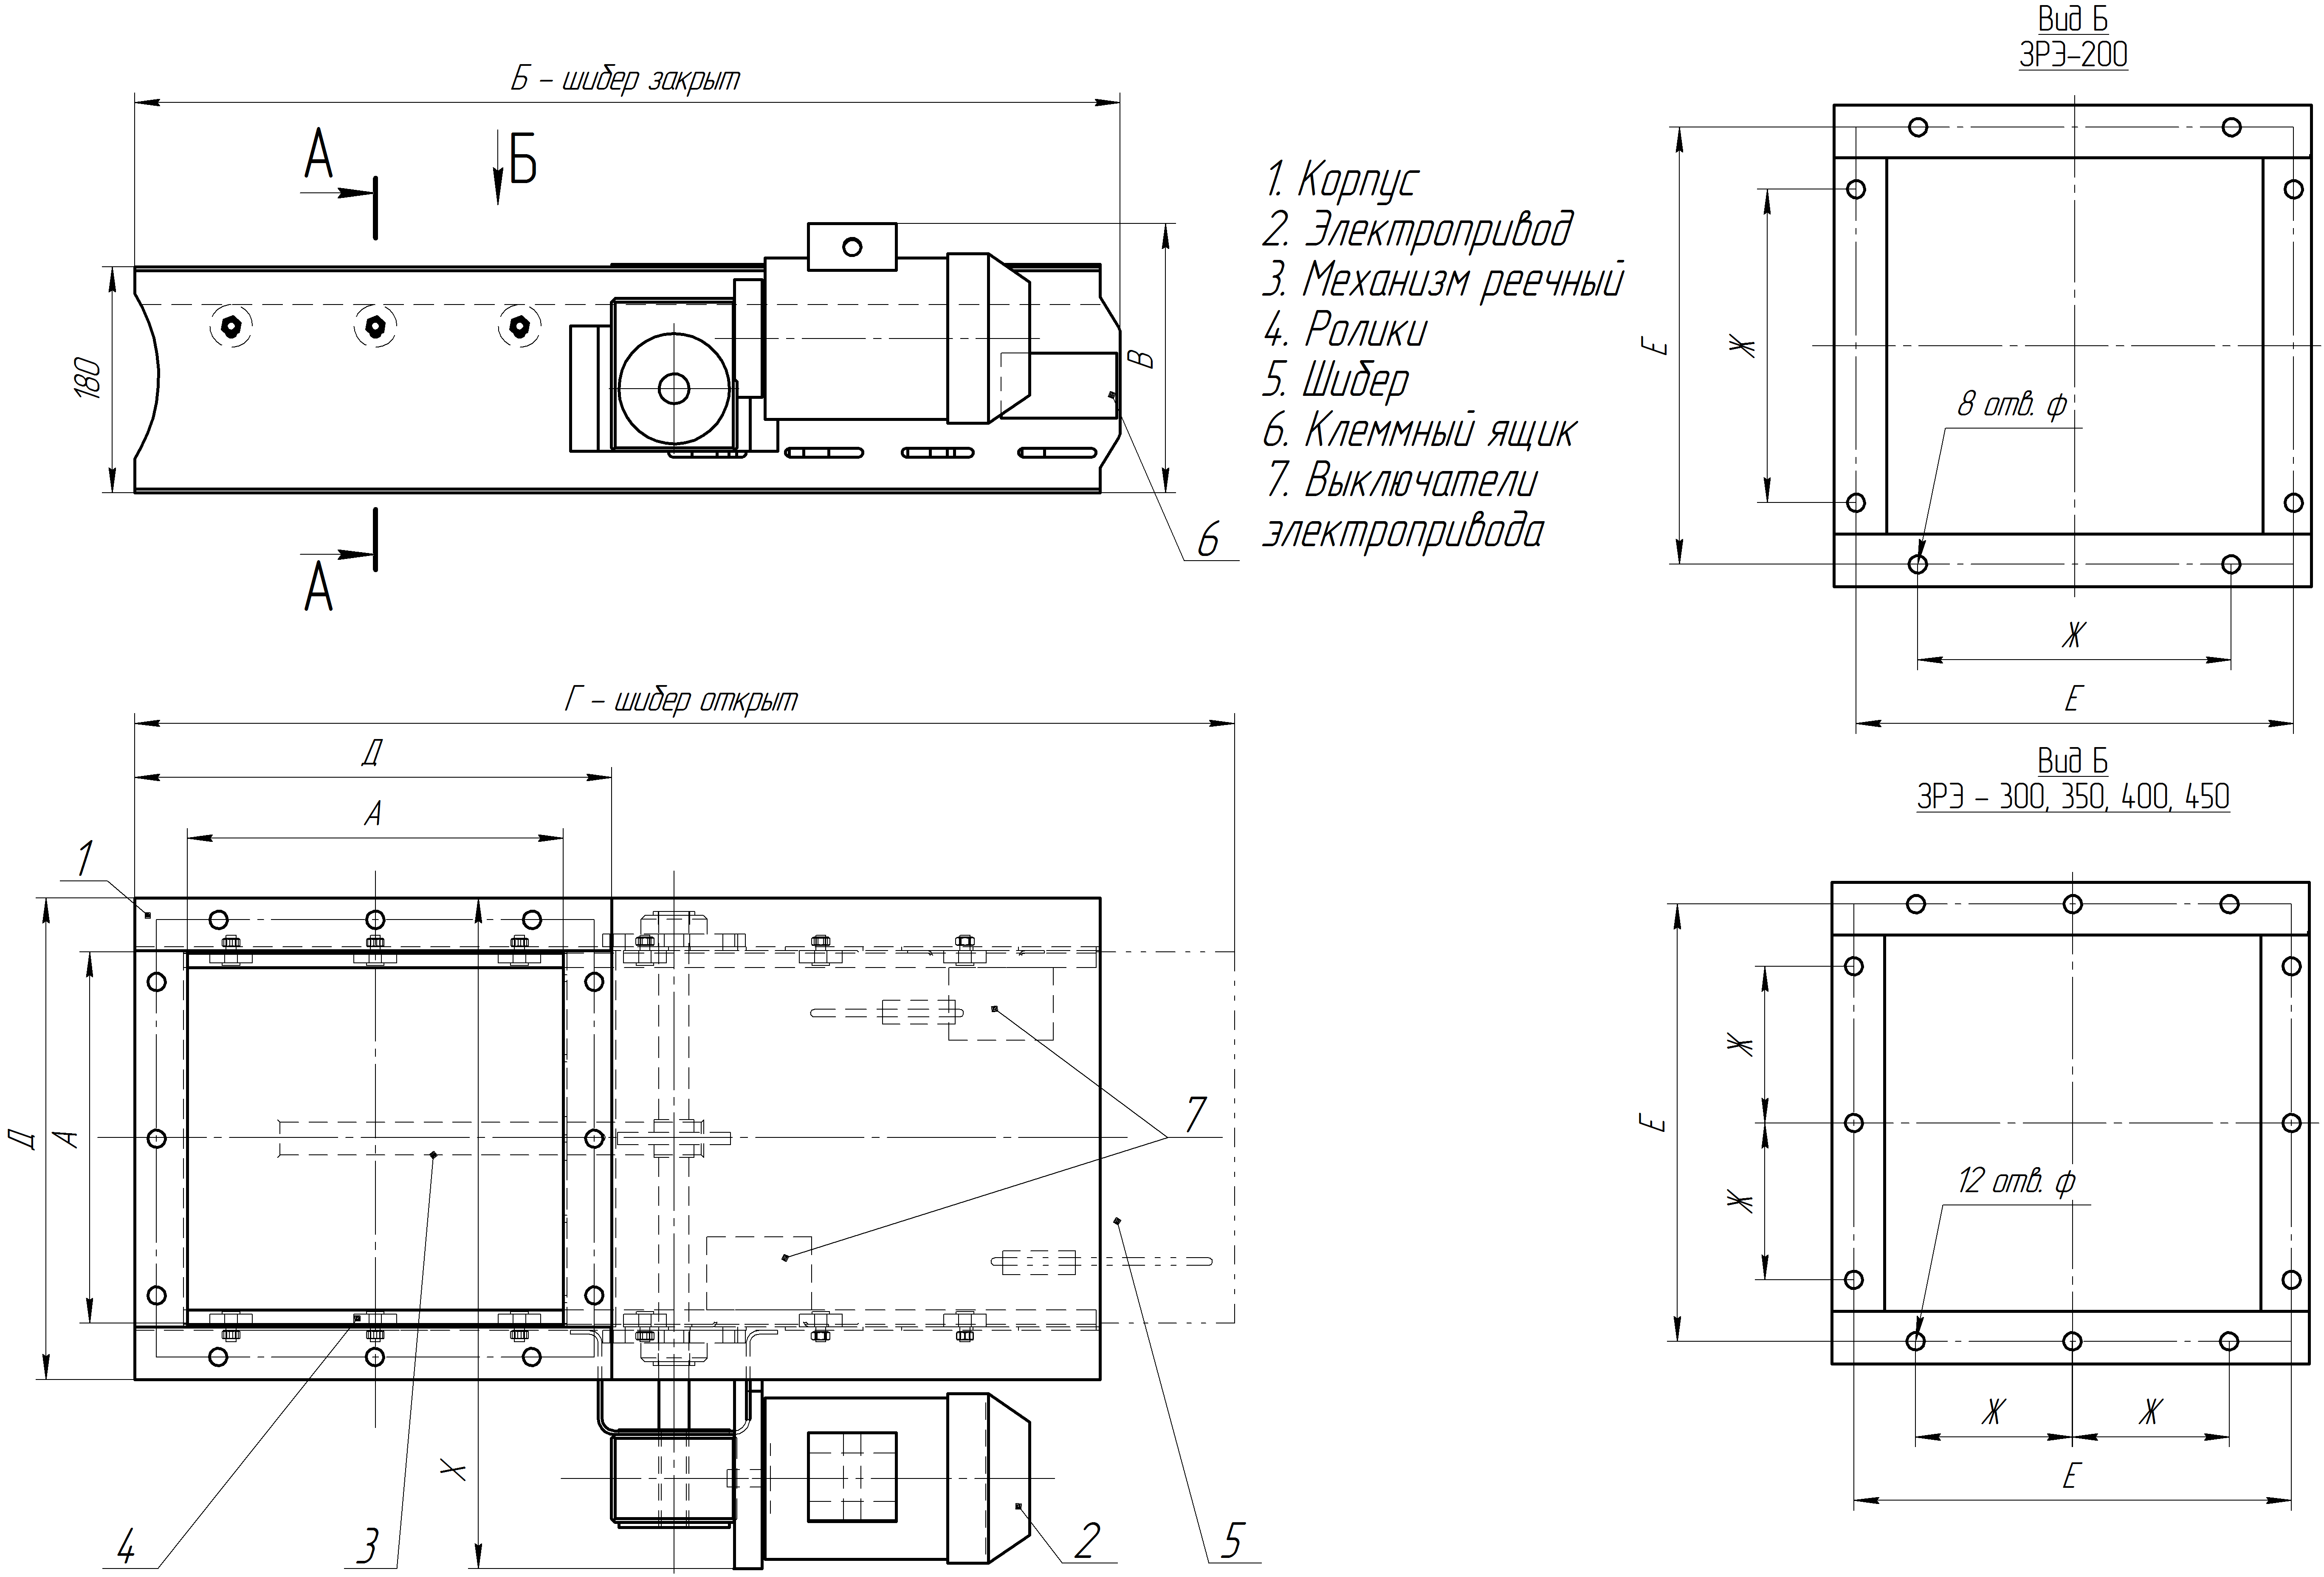 Б – шибер закрыт
А
Б
180
В
А
6
1. Корпус
2. Электропривод
3. Механизм реечный
4. Ролики
5. Шибер
6. Клеммный ящик
7. Выключатели
электропривода
Вид Б
ЗРЭ-200
Е
Ж
8 отв. ф
Ж
Е
Г – шибер открыт
Д
А
1
Д
А
7
Х
4
3
2
5
Вид Б
ЗРЭ – 300, 350, 400, 450
Ж
Е
Ж
12 отв. ф
Ж
Ж
Е